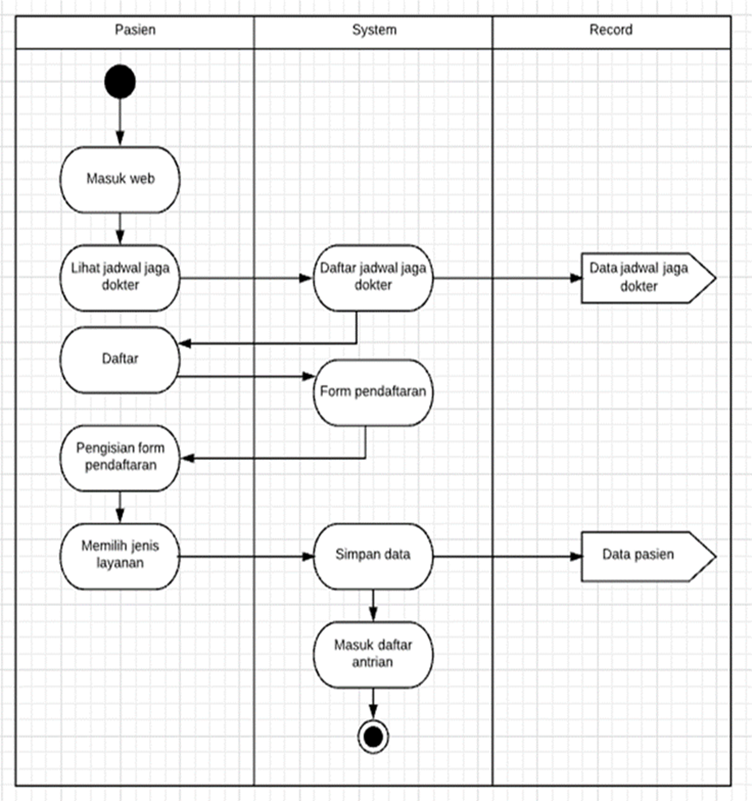 Pasien
System
Record
Masuk web
Lihat jadwal jaga
dokter
Daftar jadwal jaga
dokter
Data jadwal jaga
dokter
Daftar
Form pendaftaran
Pengisian form
pendaftaran
Memilih jenis
layanan
Simpan data
Data pasien
Masuk daftar
antrian